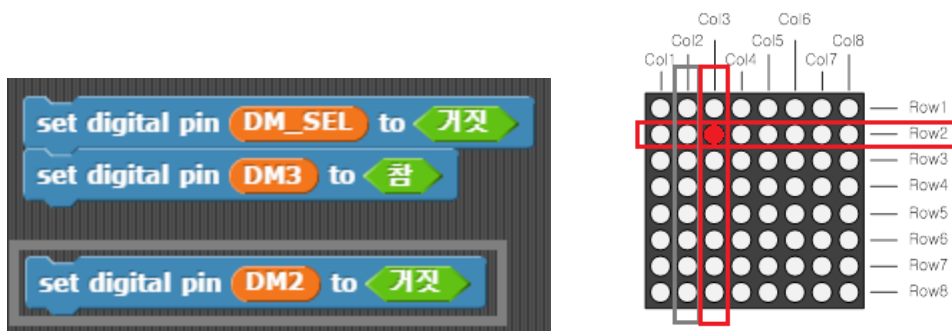 set digital pin DM_SEL to 거짓
set digital pin DM3 to 참
set digital pin DM2 to 거짓
Col3 Col6
Col2 Col5 Col8
Col1 Col4 Col7
Row1
Row2
Row3
Row4
Row5
Row6
Row7
Row8